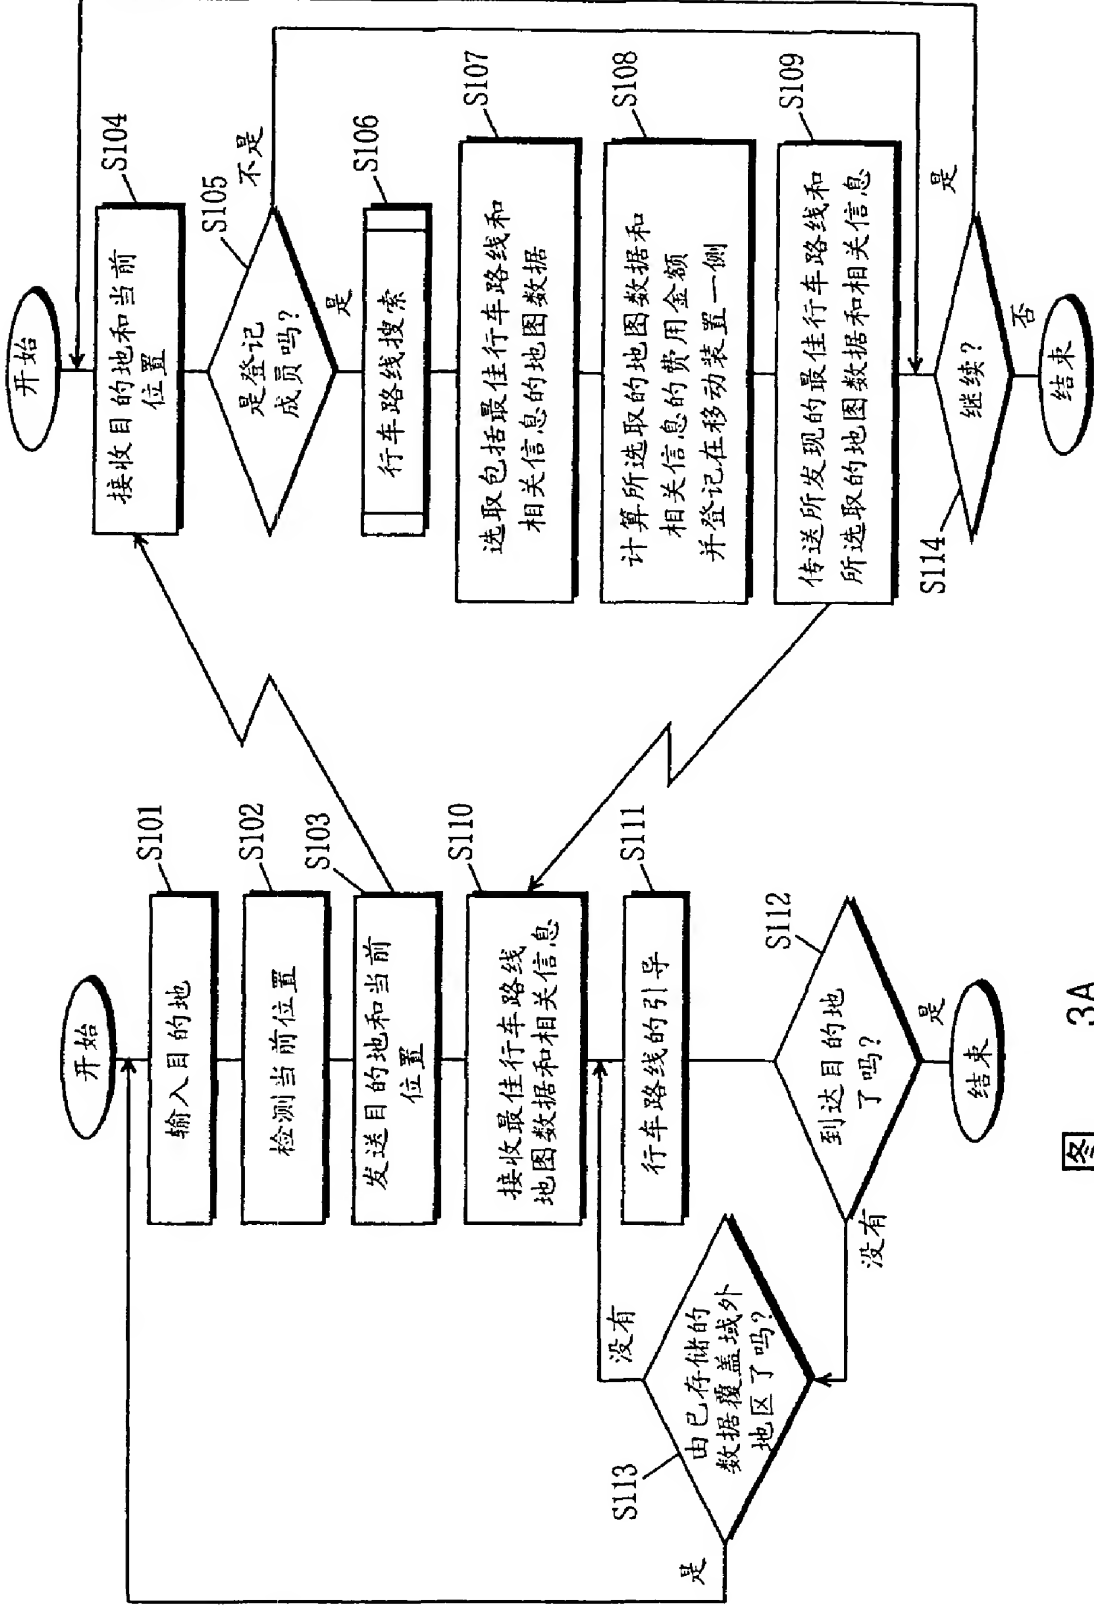 开始
输入目的地
S101
检测当前位置
S102
发送目的地和当前
位置
S103
接收最佳行车路线
地图数据和相关信息
S110
行车路线的引导
S111
到达目的地
了吗?
S112
是
没有
结束
由已存储的
数据覆盖域外
地区了吗?
S113
没有
是
开始
接收目的地和当前
位置
S104
是登记
成员吗?
S105
不是
是
行车路线搜索
S106
选取包括最佳行车路线和
相关信息的地图数据
S107
计算所选取的地图数据和
相关信息的费用金额
并登记在移动装置一侧
S108
传送所发现的最佳行车路线和
所选取的地图数据和相关信息
S109
继续?
S114
是
否
结束
图 3A